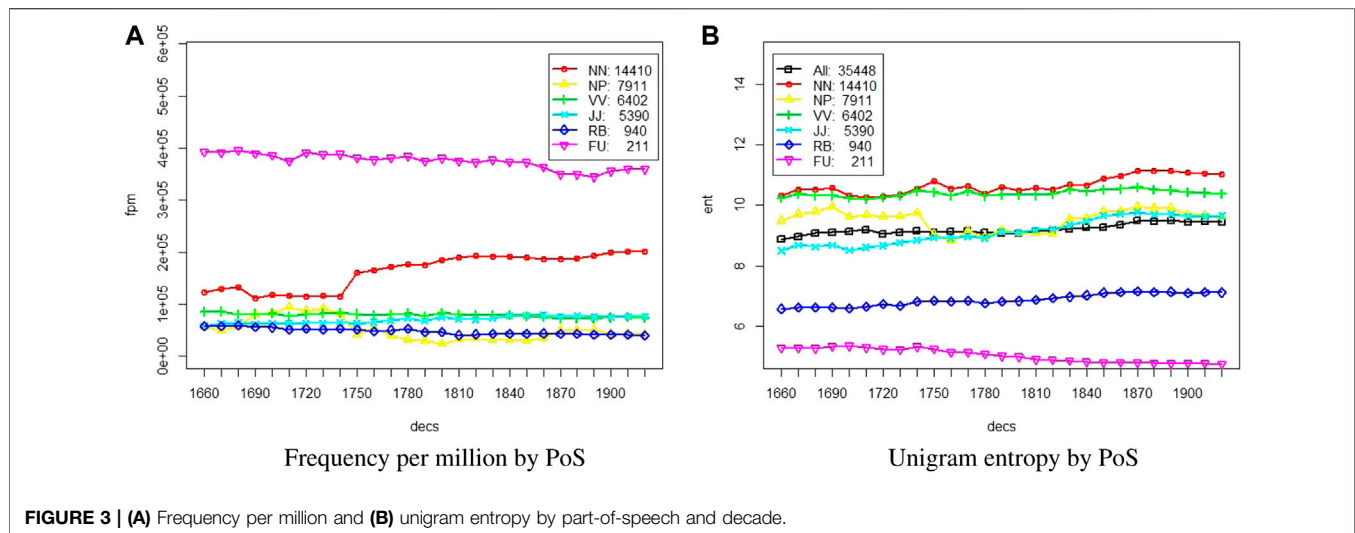 A
fpm
0e+00 1e+05 2e+05 3e+05 4e+05 5e+05 6e+05
NN: 14410
NP: 7911
VV: 6402
JJ: 5390
RB: 940
FU: 211
1660 1690 1720 1750 1780 1810 1840 1870 1900
decs
Frequency per million by PoS
B
ent
6 8 10 12 14
All: 35448
NN: 14410
NP: 7911
VV: 6402
JJ: 5390
RB: 940
FU: 211
1660 1690 1720 1750 1780 1810 1840 1870 1900
decs
Unigram entropy by PoS
FIGURE 3 | (A) Frequency per million and (B) unigram entropy by part-of-speech and decade.